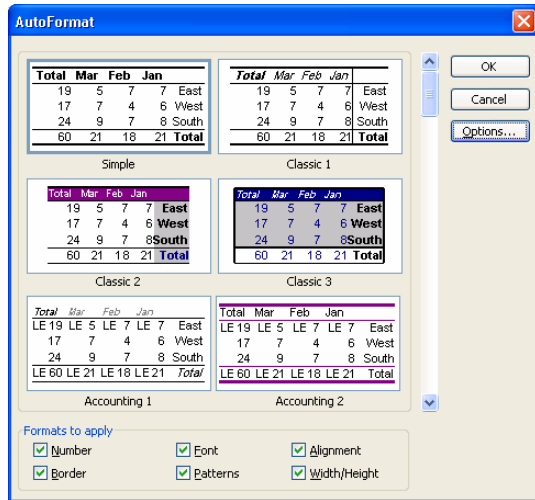 AutoFormat
Total Mar Feb Jan
19 5 7 7 East
17 7 4 6 West
24 9 7 8 South
60 21 18 21 Total
Simple
Total Mar Feb Jan
19 5 7 7 East
17 7 4 6 West
24 9 7 8 South
60 21 18 21 Total
Classic 1
Total Mar Feb Jan
19 5 7 7 East
17 7 4 6 West
24 9 7 8South
60 21 18 21 Total
Classic 2
Total Mar Feb Jan
19 5 7 7 East
17 7 4 6 West
24 9 7 8South
60 21 18 21 Total
Classic 3
Total Mar Feb Jan
LE 19 LE 5 LE 7 LE 7 East
17 7 4 6 West
24 9 7 8 South
LE 60 LE 21 LE 18 LE 21 Total
Accounting 1
Total Mar Feb Jan
LE 19 LE 5 LE 7 LE 7 East
17 7 4 6 West
24 9 7 8 South
LE 60 LE 21 LE 18 LE 21 Total
Accounting 2
OK
Cancel
Options...
Formats to apply
Number Font Alignment
Border Patterns Width/Height